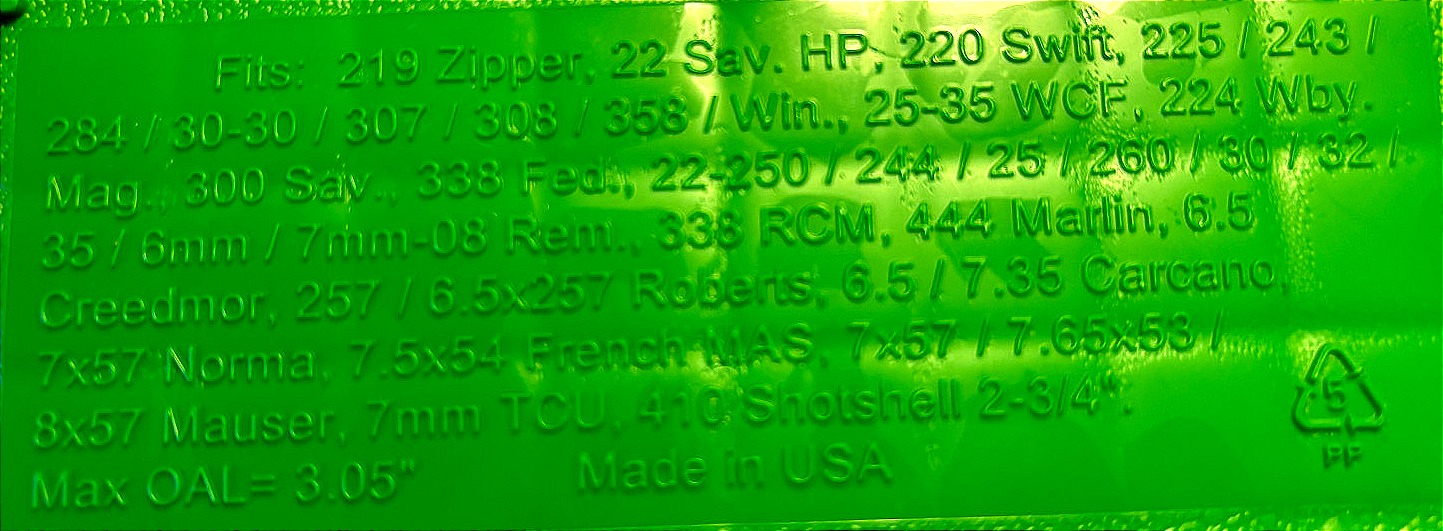 Fits: 219 Zipper, 22 Sav. HP, 220 Swift, 225 / 243 /
284 / 30-30 / 307 / 308 / 358 / Win., 25-35 WCF, 224 Wby.
Mag., 300 Sav., 338 Fed., 22-250 / 244 / 25 / 260 / 30 / 32 /
35 / 6mm / 7mm-08 Rem., 338 RCM, 444 Marlin, 6.5
Creedmor, 257 / 6.5x257 Roberts, 6.5 / 7.35 Carcano,
7x57 Norma, 7.5x54 French MAS, 7x57 / 7.65x53 /
8x57 Mauser, 7mm TCU, 410 Shotshell 2-3/4".
Max OAL= 3.05" Made in USA
5
PP